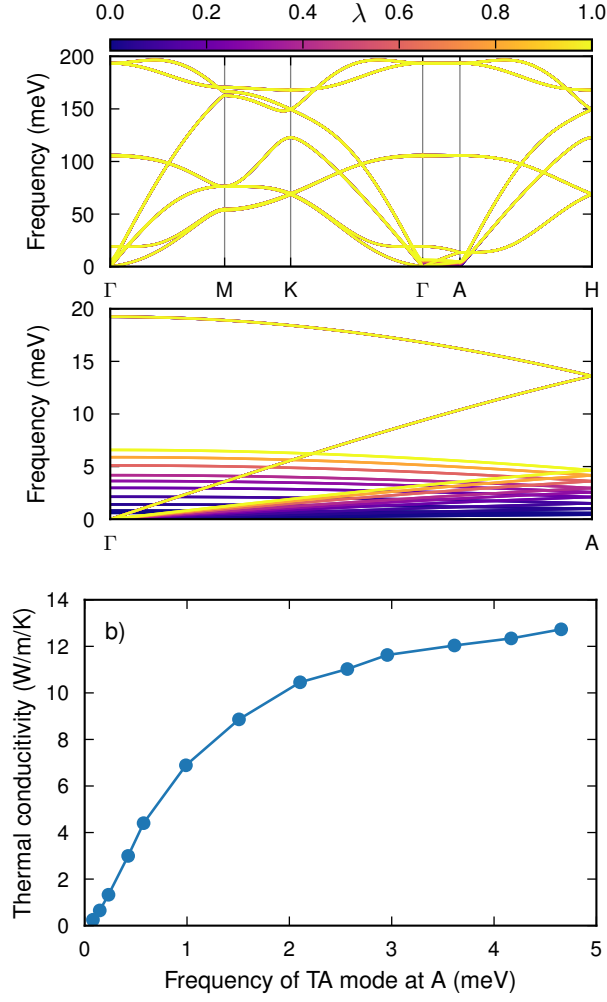 0.0 0.2 0.4 0.6 0.8 1.0
λ
200
150
100
50
0
Frequency (meV)
Γ M K Γ A H
20
15
10
5
0
Frequency (meV)
Γ A
14
12
10
8
6
4
2
0
Thermal conducitivity (W/m/K)
b)
0 1 2 3 4 5
Frequency of TA mode at A (meV)